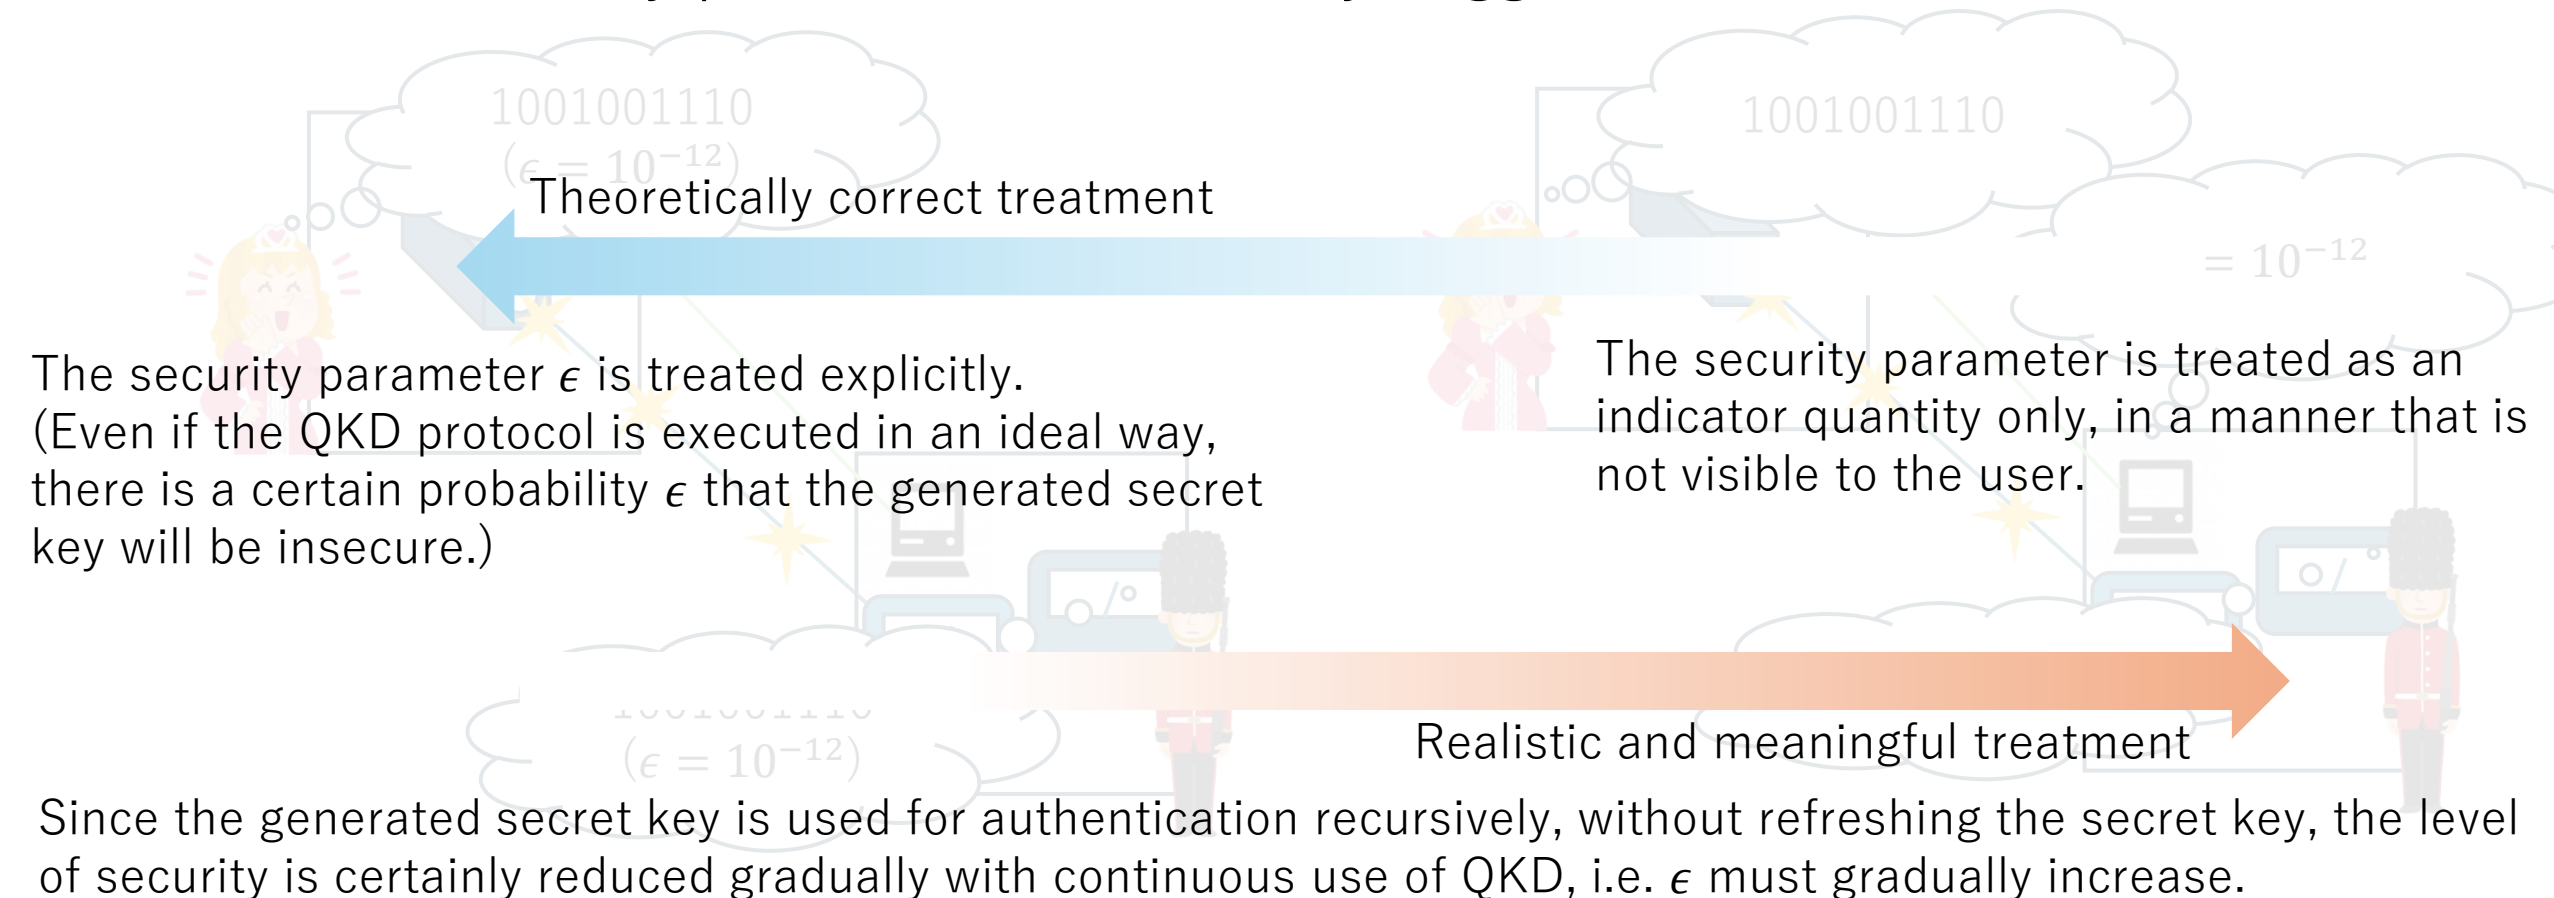 1001001110
(ϵ = 10⁻¹²)
1001001110
= 10⁻¹²
Theoretically correct treatment
The security parameter ϵ is treated explicitly.
(Even if the QKD protocol is executed in an ideal way,
there is a certain probability ϵ that the generated secret
key will be insecure.)
The security parameter is treated as an
indicator quantity only, in a manner that is
not visible to the user.
(ϵ = 10⁻¹²)
Realistic and meaningful treatment
Since the generated secret key is used for authentication recursively, without refreshing the secret key, the level
of security is certainly reduced gradually with continuous use of QKD, i.e. ϵ must gradually increase.